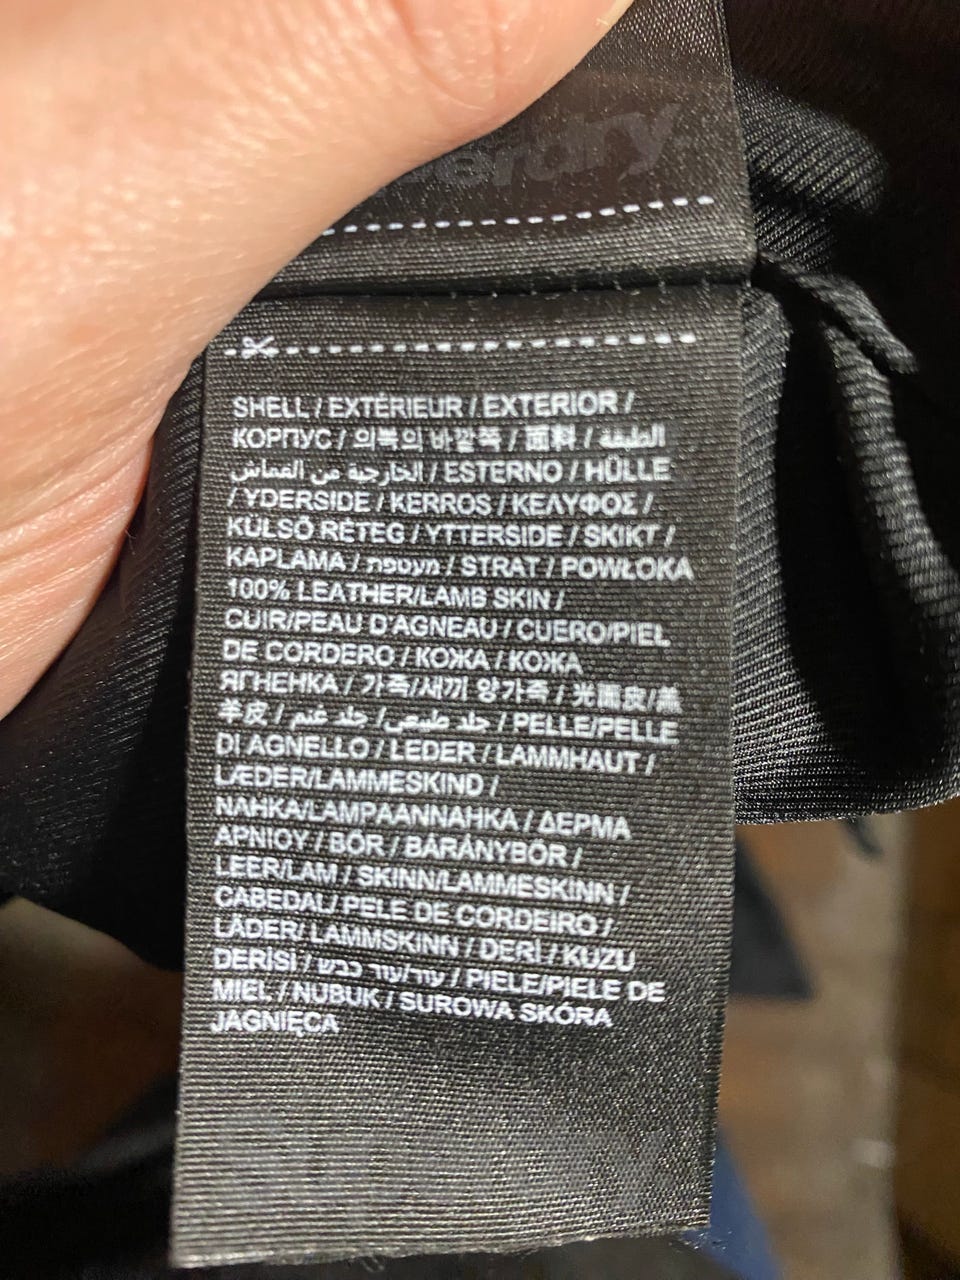 erdry.
SHELL / EXTÉRIEUR / EXTERIOR /
КОРПУС / 의복의 바깥쪽 / 面料 / الطبقة
الخارجية من القماش / ESTERNO / HÜLLE
/ YDERSIDE / KERROS / ΚΕΛΥΦΟΣ /
KÜLSŐ RÉTEG / YTTERSIDE / SKIKT /
KAPLAMA / מעטפת / STRAT / POWŁOKA
100% LEATHER/LAMB SKIN /
CUIR/PEAU D'AGNEAU / CUERO/PIEL
DE CORDERO / КОЖА / КОЖА
ЯГНЕНКА / 가죽/새끼 양가죽 / 光面皮/羔
羊皮 / جلد طبيعي/ جلد غنم / PELLE/PELLE
DI AGNELLO / LEDER / LAMMHAUT /
LÆDER/LAMMESKIND /
NAHKA/LAMPAANNAHKA / ΔΕΡΜΑ
ΑΡΝΙΟΥ / BŐR / BÁRÁNYBŐR /
LEER/LAM / SKINN/LAMMESKINN /
CABEDAL/ PELE DE CORDEIRO /
LÄDER/ LAMMSKINN / DERİ / KUZU
DERISI / עור/עור כבש / PIELE/PIELE DE
MIEL / NUBUK / SUROWA SKÓRA
JAGNIĘCA